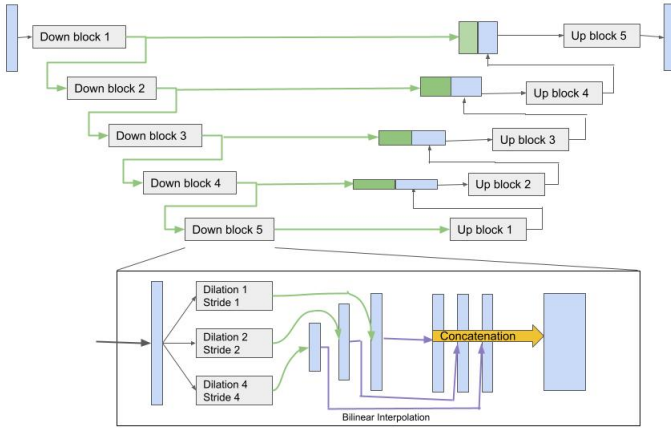 Down block 1
Up block 5
Down block 2
Up block 4
Down block 3
Up block 3
Down block 4
Up block 2
Down block 5
Up block 1
Dilation 1
Stride 1
Dilation 2
Stride 2
Concatenation
Dilation 4
Stride 4
Bilinear Interpolation